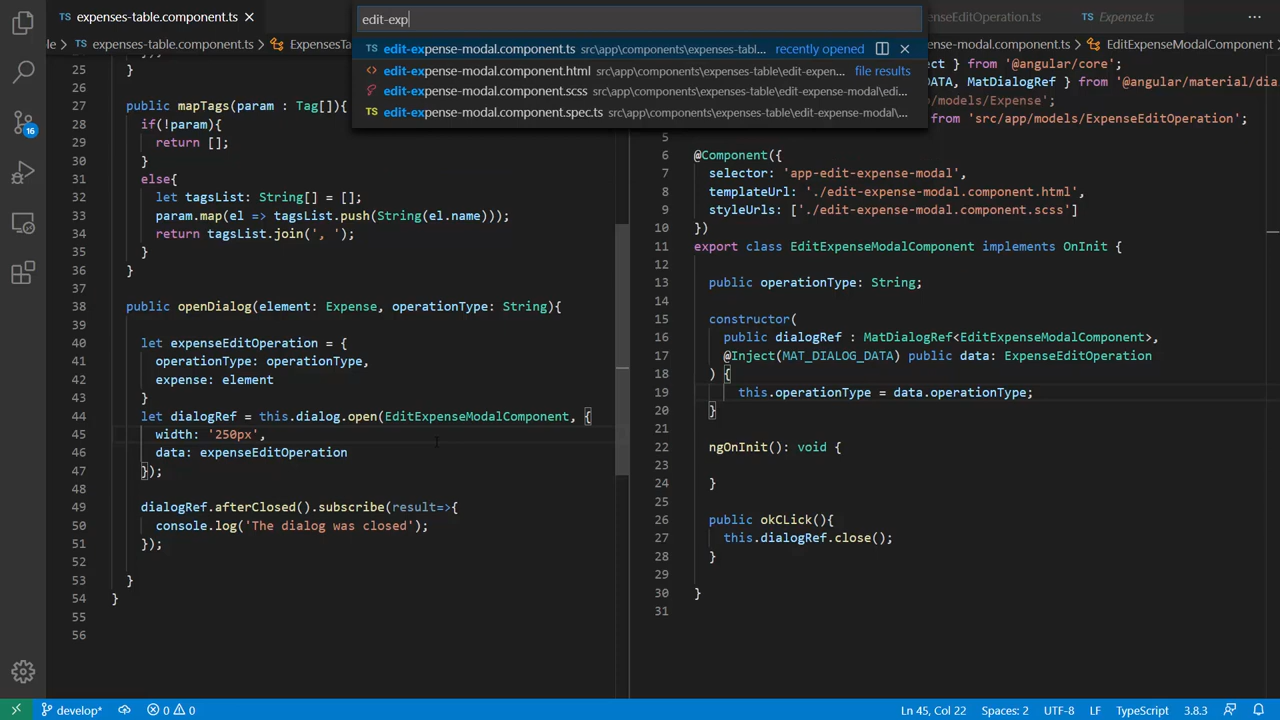 expenses-table.component.ts
edit-exp
enseEditOperation.ts
Expense.ts
le
expenses-table.component.ts
ExpensesTa
nse-modal.component.ts
EditExpenseModalComponent
edit-expense-modal.component.ts src\app\components\expenses-tabl... recently opened
edit-expense-modal.component.html src\app\components\expenses-table\edit-expen... file results
edit-expense-modal.component.scss src\app\components\expenses-table\edit-expense-modal\edi...
edit-expense-modal.component.spec.ts src\app\components\expenses-table\edit-expense-modal\...
25 }
26
27 public mapTags(param : Tag[]){
28 if(!param){
29 return [];
30 }
31 else{
32 let tagsList: String[] = [];
33 param.map(el => tagsList.push(String(el.name)));
34 return tagsList.join(', ');
35 }
36 }
37
38 public openDialog(element: Expense, operationType: String){
39
40 let expenseEditOperation = {
41 operationType: operationType,
42 expense: element
43 }
44 let dialogRef = this.dialog.open(EditExpenseModalComponent, {
45 width: '250px',
46 data: expenseEditOperation
47 });
48
49 dialogRef.afterClosed().subscribe(result=>{
50 console.log('The dialog was closed');
51 });
52
53 }
54 }
55
56
ect } from '@angular/core';
DATA, MatDialogRef } from '@angular/material/dia
/app/models/Expense'
from 'src/app/models/ExpenseEditOperation';
5
6 @Component({
7 selector: 'app-edit-expense-modal',
8 templateUrl: './edit-expense-modal.component.html',
9 styleUrls: ['./edit-expense-modal.component.scss']
10 })
11 export class EditExpenseModalComponent implements OnInit {
12
13 public operationType: String;
14
15 constructor(
16 public dialogRef : MatDialogRef<EditExpenseModalComponent>,
17 @Inject(MAT_DIALOG_DATA) public data: ExpenseEditOperation
18 ) {
19 this.operationType = data.operationType;
20 }
21
22 ngOnInit(): void {
23
24 }
25
26 public okCLick(){
27 this.dialogRef.close();
28 }
29
30 }
31
16
develop*
0
0
Ln 45, Col 22
Spaces: 2
UTF-8
LF
TypeScript
3.8.3